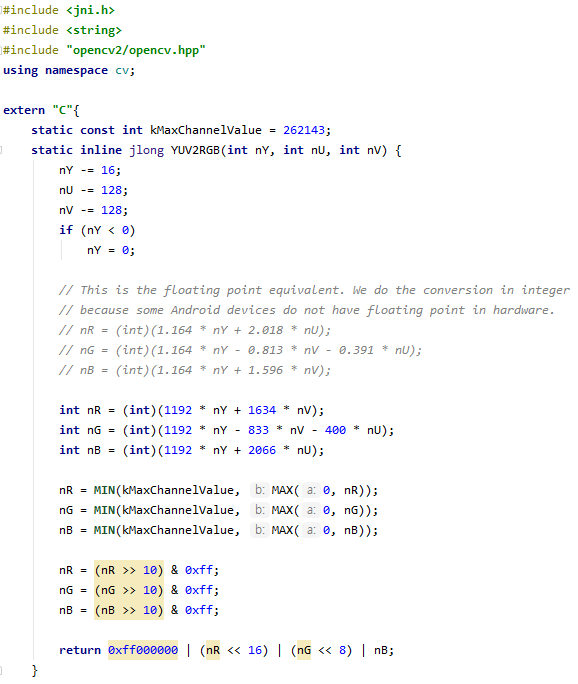 #include <jni.h>
#include <string>
#include "opencv2/opencv.hpp"
using namespace cv;

extern "C"{
    static const int kMaxChannelValue = 262143;
    static inline jlong YUV2RGB(int nY, int nU, int nV) {
        nY -= 16;
        nU -= 128;
        nV -= 128;
        if (nY < 0)
            nY = 0;

        // This is the floating point equivalent. We do the conversion in integer
        // because some Android devices do not have floating point in hardware.
        // nR = (int)(1.164 * nY + 2.018 * nU);
        // nG = (int)(1.164 * nY - 0.813 * nV - 0.391 * nU);
        // nB = (int)(1.164 * nY + 1.596 * nV);

        int nR = (int)(1192 * nY + 1634 * nV);
        int nG = (int)(1192 * nY - 833 * nV - 400 * nU);
        int nB = (int)(1192 * nY + 2066 * nU);

        nR = MIN(kMaxChannelValue, b: MAX( a: 0, nR));
        nG = MIN(kMaxChannelValue, b: MAX( a: 0, nG));
        nB = MIN(kMaxChannelValue, b: MAX( a: 0, nB));

        nR = (nR >> 10) & 0xff;
        nG = (nG >> 10) & 0xff;
        nB = (nB >> 10) & 0xff;

        return 0xff000000 | (nR << 16) | (nG << 8) | nB;
    }